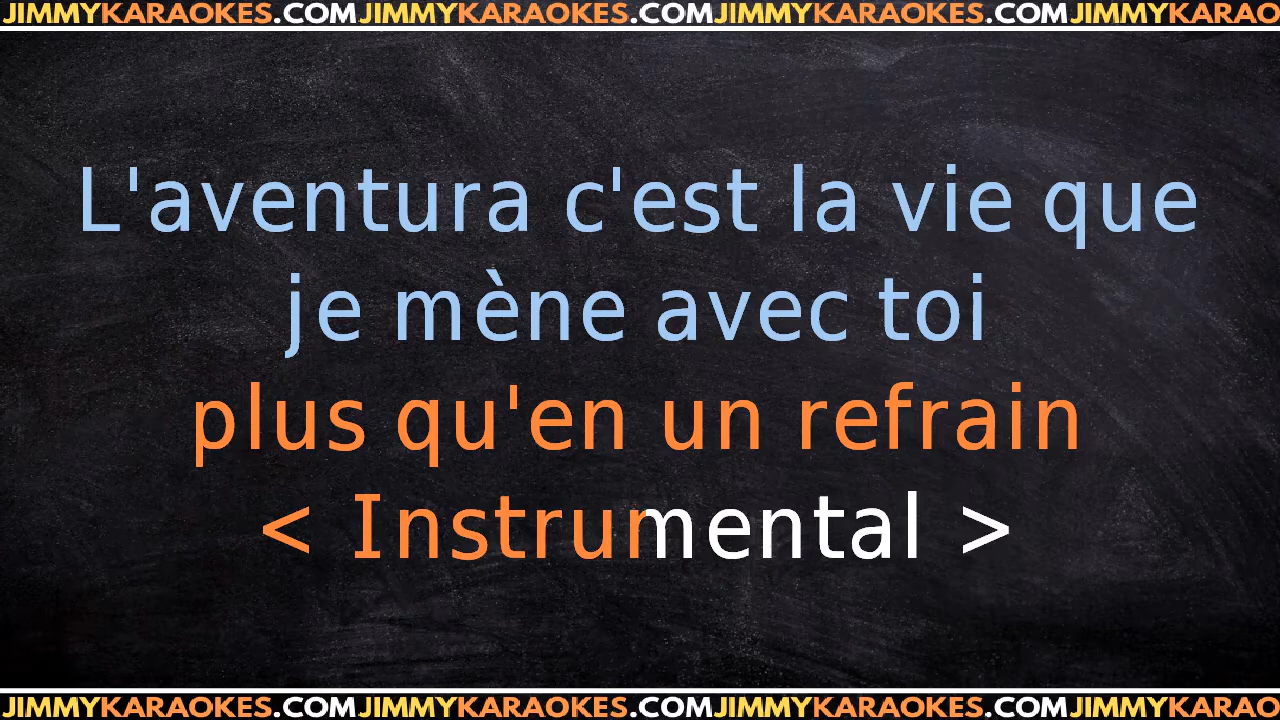 JIMMYKARAOKES.COMJIMMYKARAOKES.COMJIMMYKARAOKES.COMJIMMYKARAO
L'aventura c'est la vie que
je mène avec toi
plus qu'en un refrain
< Instrumental >
JIMMYKARAOKES.COMJIMMYKARAOKES.COMJIMMYKARAOKES.COMJIMMYKARAO